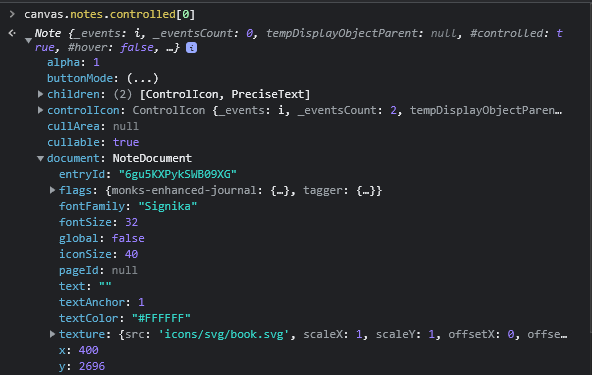 canvas.notes.controlled[0]
Note {_events: i, _eventsCount: 0, tempDisplayObjectParent: null, #controlled: t
rue, #hover: false, …} i
alpha: 1
buttonMode: (...)
children: (2) [ControlIcon, PreciseText]
controlIcon: ControlIcon {_events: i, _eventsCount: 2, tempDisplayObjectParen…
cullArea: null
cullable: true
document: NoteDocument
entryId: "6gu5KXPykSWB09XG"
flags: {monks-enhanced-journal: {…}, tagger: {…}}
fontFamily: "Signika"
fontSize: 32
global: false
iconSize: 40
pageId: null
text: ""
textAnchor: 1
textColor: "#FFFFFF"
texture: {src: 'icons/svg/book.svg', scaleX: 1, scaleY: 1, offsetX: 0, offse…
x: 400
y: 2696